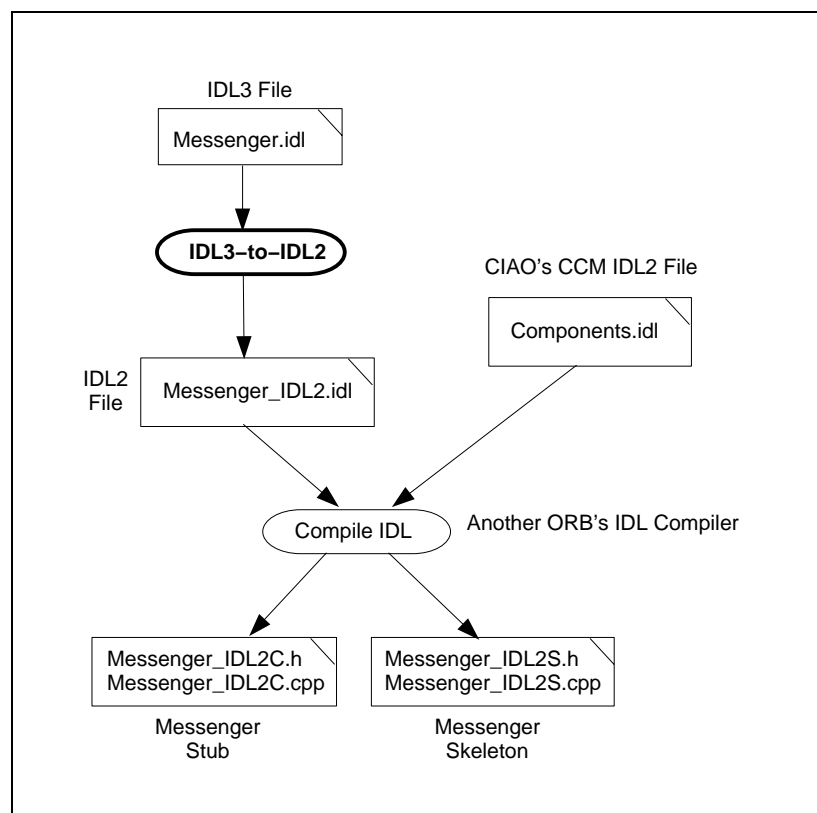 IDL3 File
Messenger.idl
IDL3–to–IDL2
CIAO's CCM IDL2 File
Components.idl
IDL2
File
Messenger_IDL2.idl
Compile IDL
Another ORB's IDL Compiler
Messenger_IDL2C.h
Messenger_IDL2C.cpp
Messenger
Stub
Messenger_IDL2S.h
Messenger_IDL2S.cpp
Messenger
Skeleton